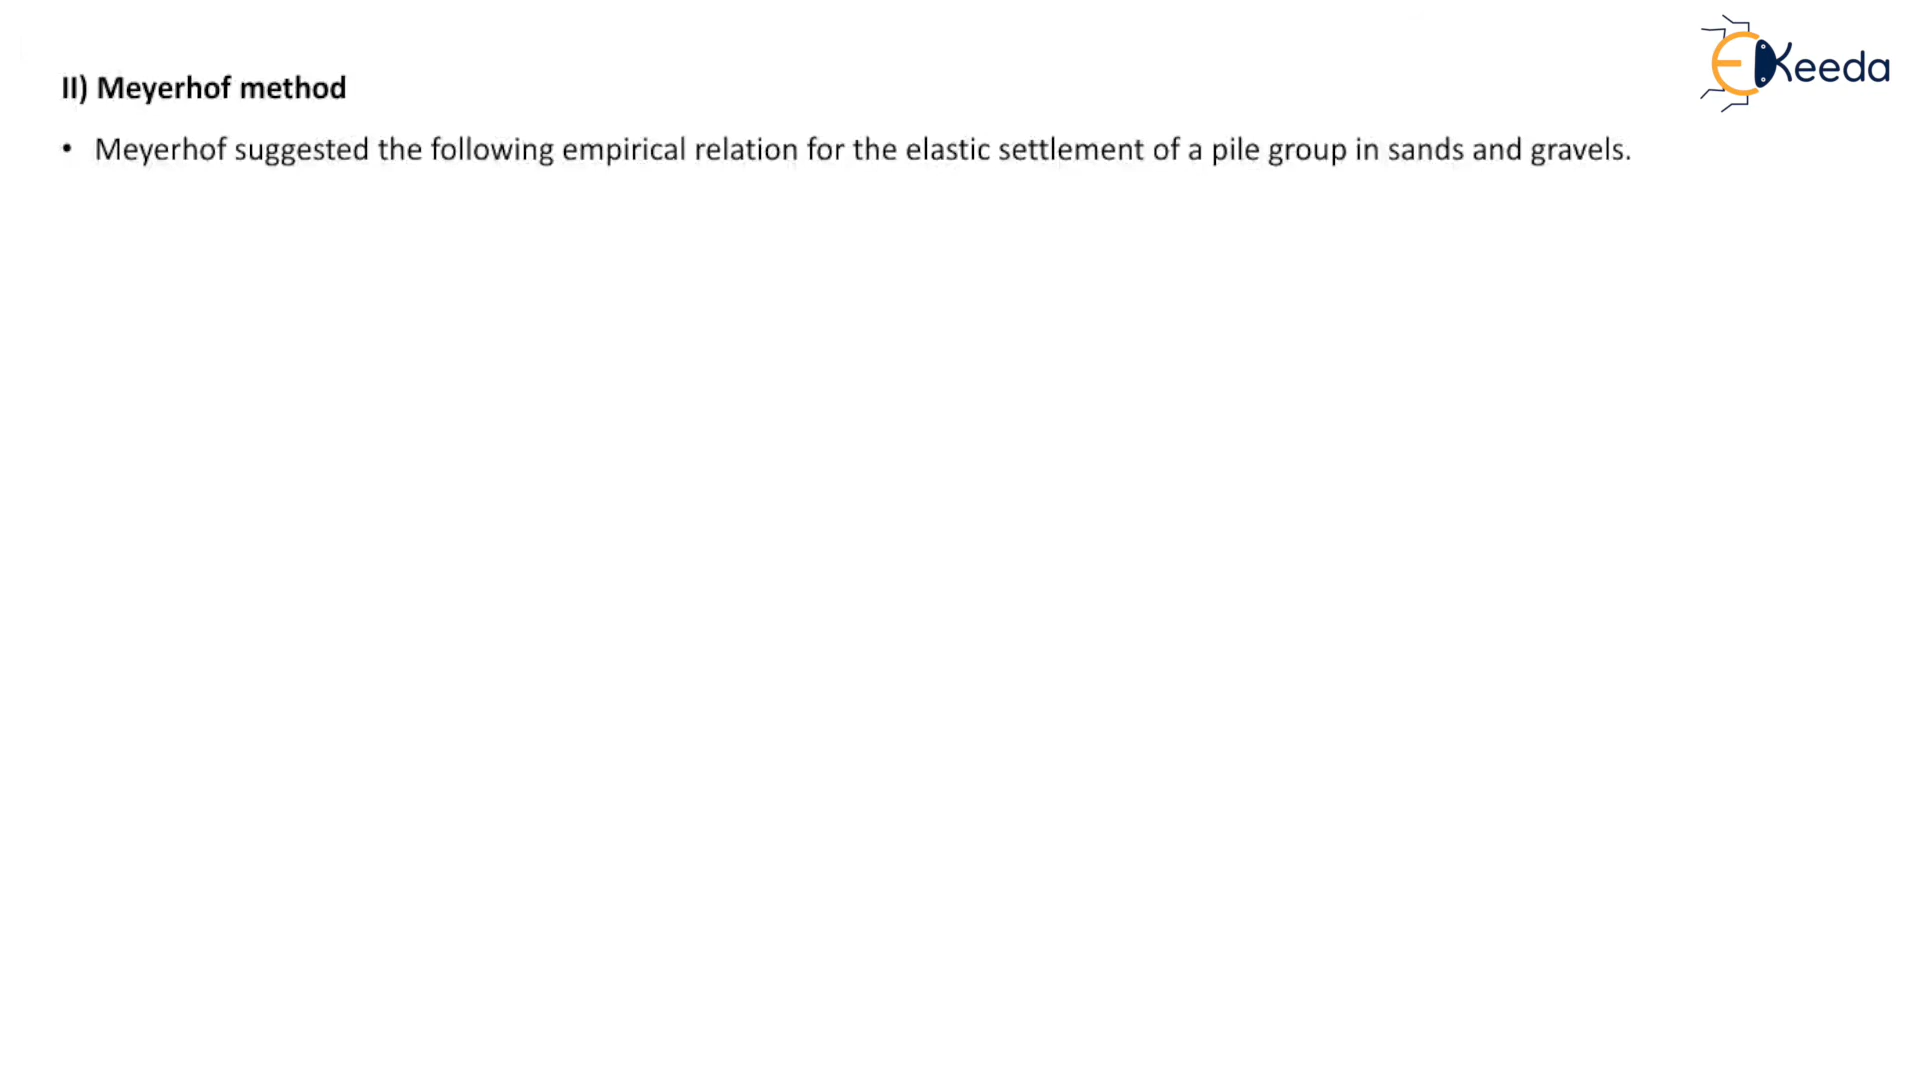 EKeeda
II) Meyerhof method
• Meyerhof suggested the following empirical relation for the elastic settlement of a pile group in sands and gravels.